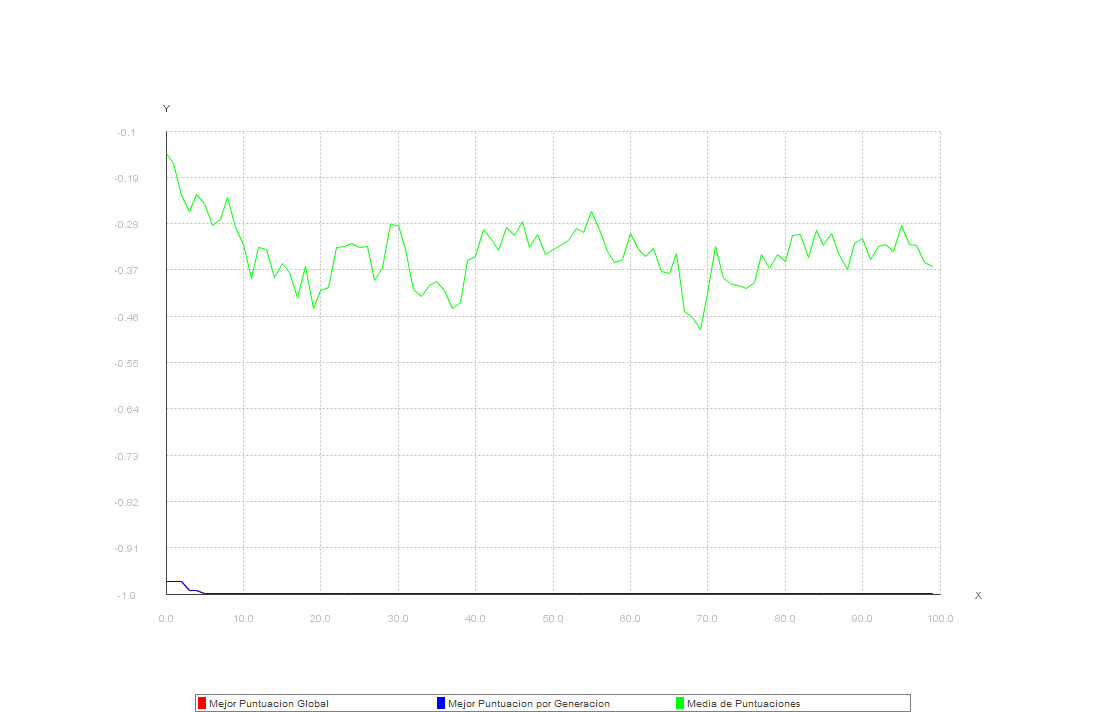 Y
-0.1
-0.19
-0.28
-0.37
-0.46
-0.55
-0.64
-0.73
-0.82
-0.91
-1.0
X
0.0 10.0 20.0 30.0 40.0 50.0 60.0 70.0 80.0 90.0 100.0
Mejor Puntuacion Global Mejor Puntuacion por Generacion Media de Puntuaciones